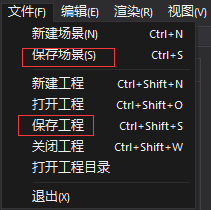 文件(F) 编辑(E) 渲染(R) 视图(V)
新建场景(N) Ctrl+N
保存场景(S) Ctrl+S
新建工程 Ctrl+Shift+N
打开工程 Ctrl+Shift+O
保存工程 Ctrl+Shift+S
关闭工程 Ctrl+Shift+W
打开工程目录
退出(X)